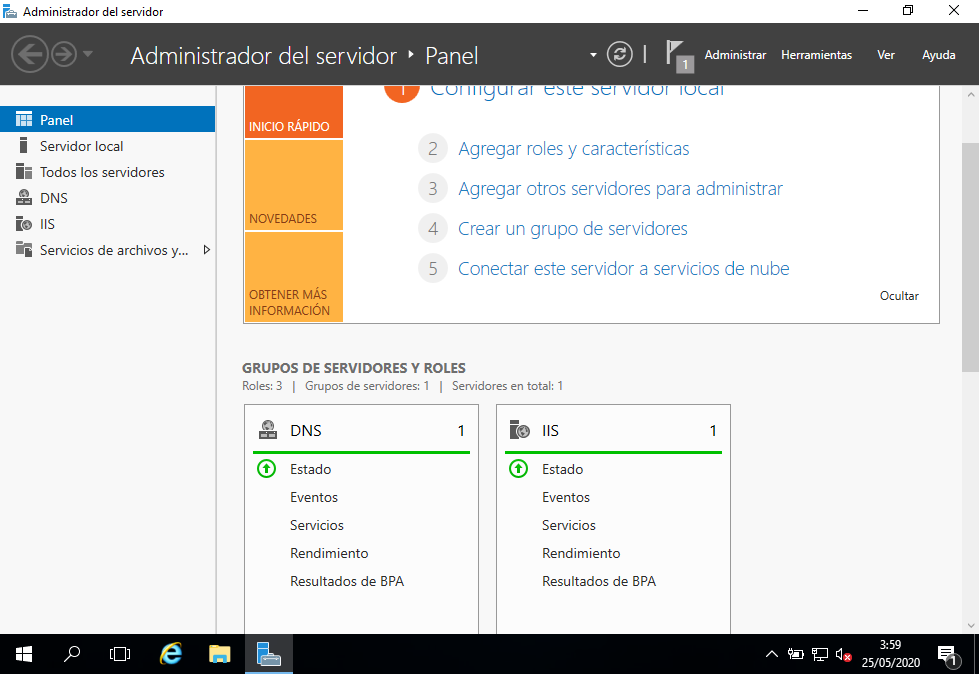 Administrador del servidor
Administrador del servidor ‣ Panel
1
Administrar Herramientas Ver Ayuda
Panel
Servidor local
Todos los servidores
DNS
IIS
Servicios de archivos y...
1 Configurar este servidor local
INICIO RÁPIDO
2 Agregar roles y características
3 Agregar otros servidores para administrar
NOVEDADES
4 Crear un grupo de servidores
5 Conectar este servidor a servicios de nube
OBTENER MÁS
INFORMACIÓN
Ocultar
GRUPOS DE SERVIDORES Y ROLES
Roles: 3 | Grupos de servidores: 1 | Servidores en total: 1
DNS 1
Estado
Eventos
Servicios
Rendimiento
Resultados de BPA
IIS 1
Estado
Eventos
Servicios
Rendimiento
Resultados de BPA
3:59
25/05/2020
1